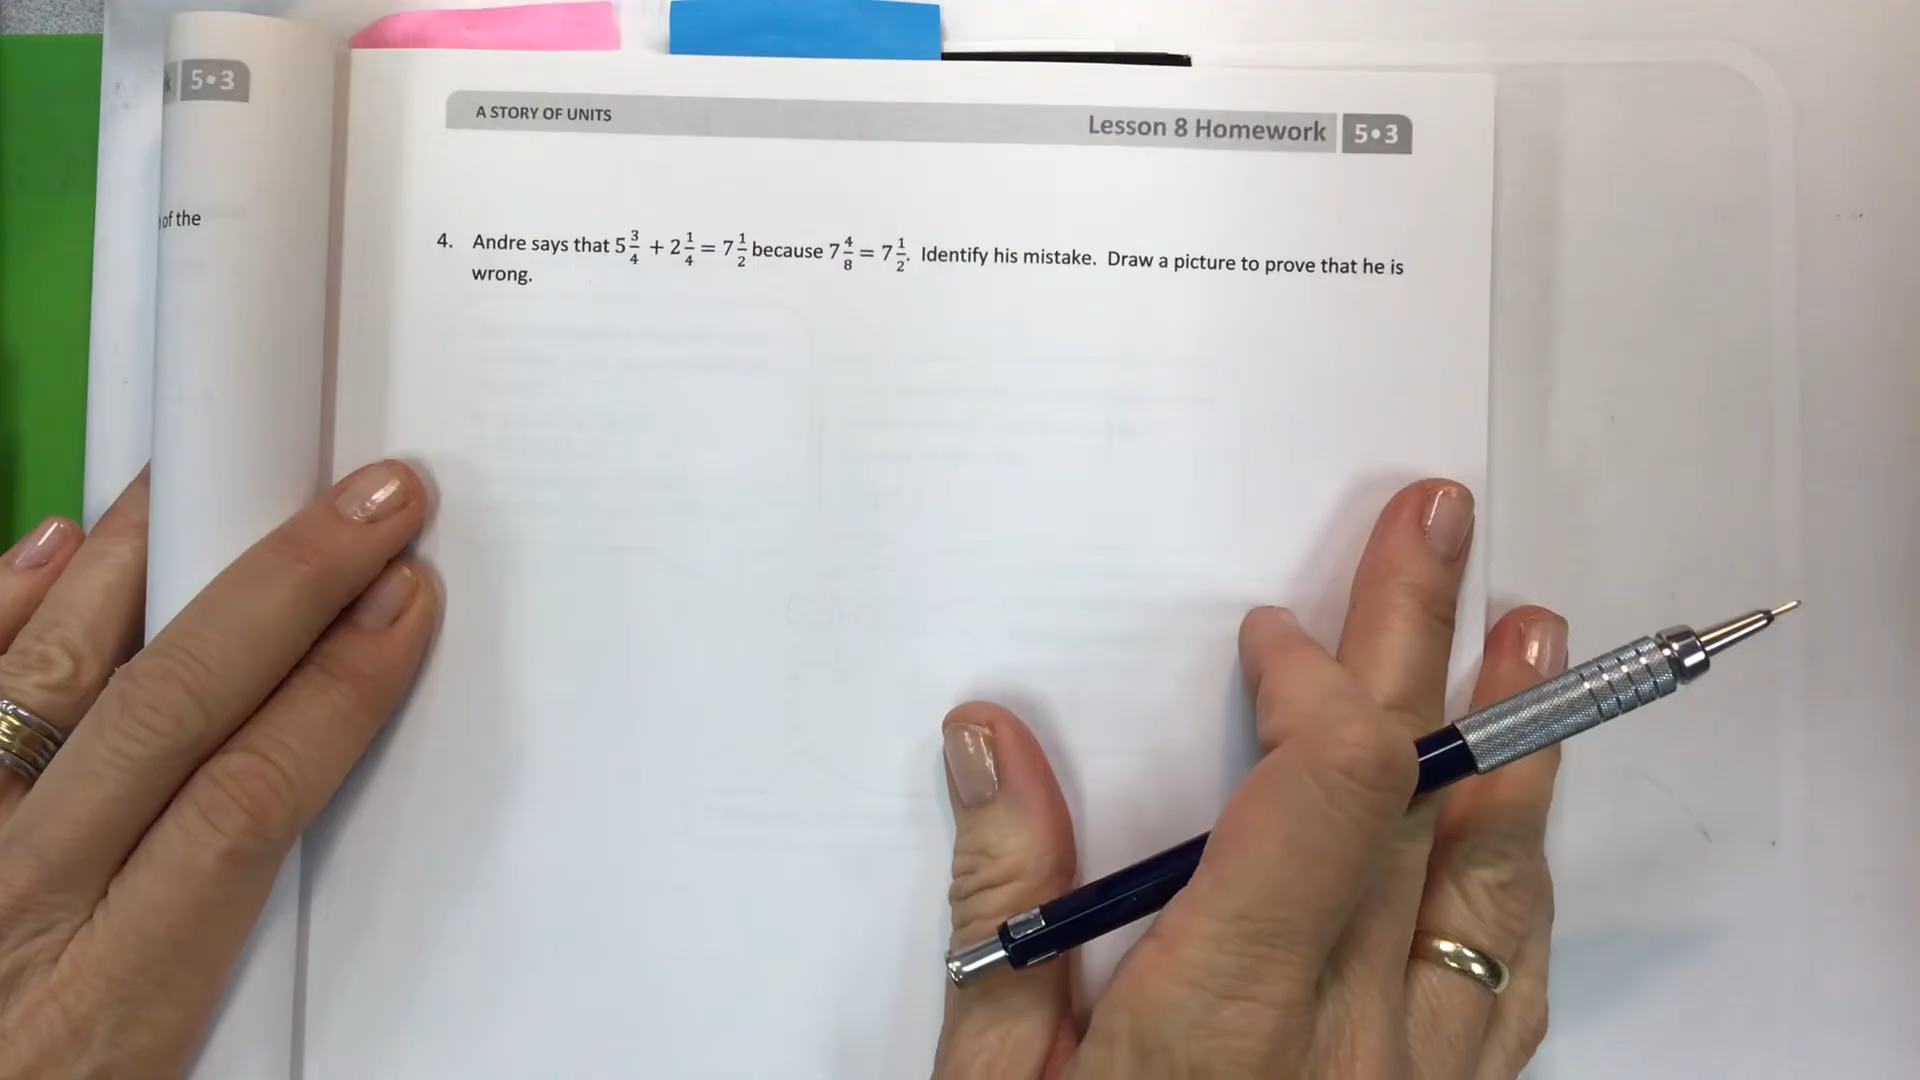 5•3
of the
A STORY OF UNITS
Lesson 8 Homework 5•3
4. Andre says that 5 3/4 + 2 1/4 = 7 1/2 because 7 4/8 = 7 1/2. Identify his mistake. Draw a picture to prove that he is
wrong.